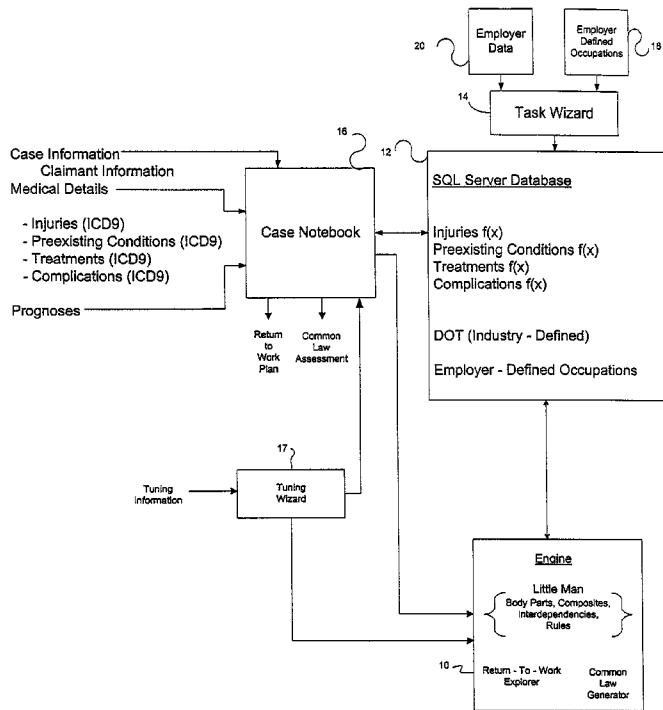 20
Employer
Data
Employer
Defined
Occupations
18
14
Task Wizard
16
12
Case Information
Claimant Information
Medical Details
- Injuries (ICD9)
- Preexisting Conditions (ICD9)
- Treatments (ICD9)
- Complications (ICD9)
Prognoses
Case Notebook
SQL Server Database
Injuries f(x)
Preexisting Conditions f(x)
Treatments f(x)
Complications f(x)
DOT (Industry - Defined)
Employer - Defined Occupations
Return
to
Work
Plan
Common
Law
Assessment
17
Tuning
Information
Tuning
Wizard
Engine
Little Man
Body Parts, Composites,
Interdependencies,
Rules
10
Return - To - Work
Explorer
Common
Law
Generator